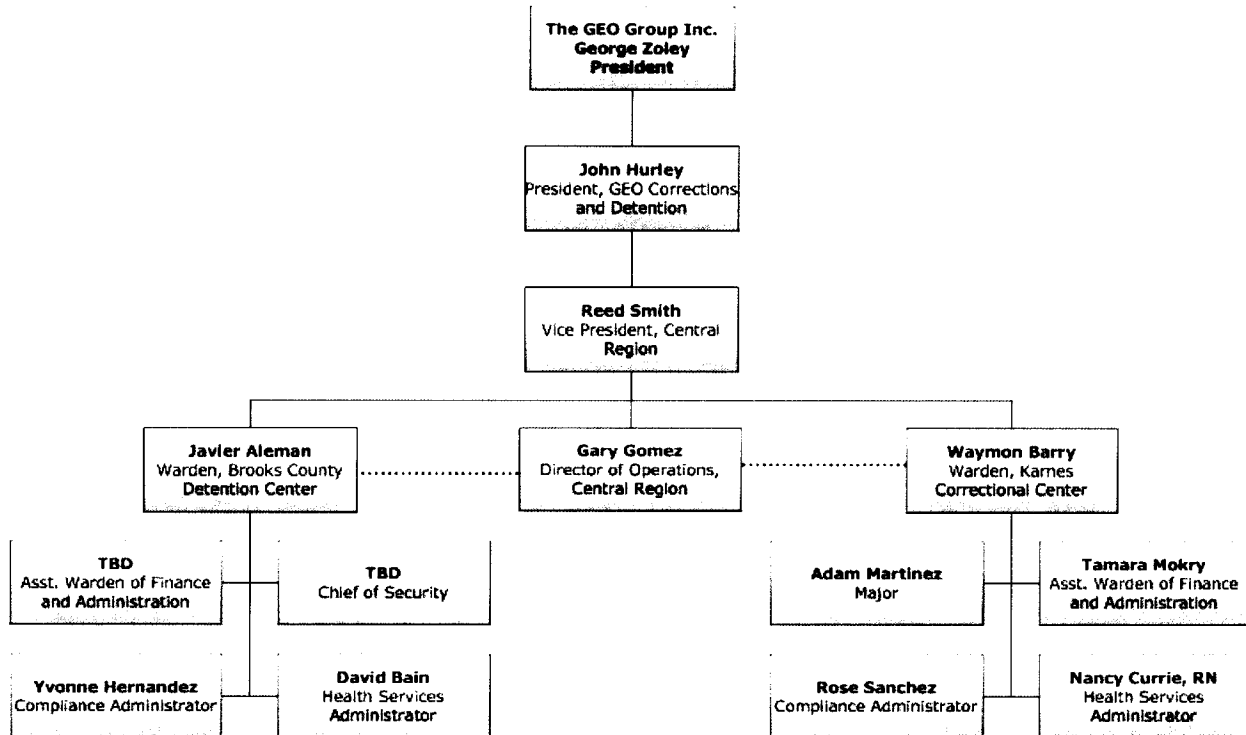 The GEO Group Inc.
George Zoley
President
John Hurley
President, GEO Corrections
and Detention
Reed Smith
Vice President, Central
Region
Javier Aleman
Warden, Brooks County
Detention Center
Gary Gomez
Director of Operations,
Central Region
Waymon Barry
Warden, Karnes
Correctional Center
TBD
Asst. Warden of Finance
and Administration
TBD
Chief of Security
Adam Martinez
Major
Tamara Mokry
Asst. Warden of Finance
and Administration
Yvonne Hernandez
Compliance Administrator
David Bain
Health Services
Administrator
Rose Sanchez
Compliance Administrator
Nancy Currie, RN
Health Services
Administrator